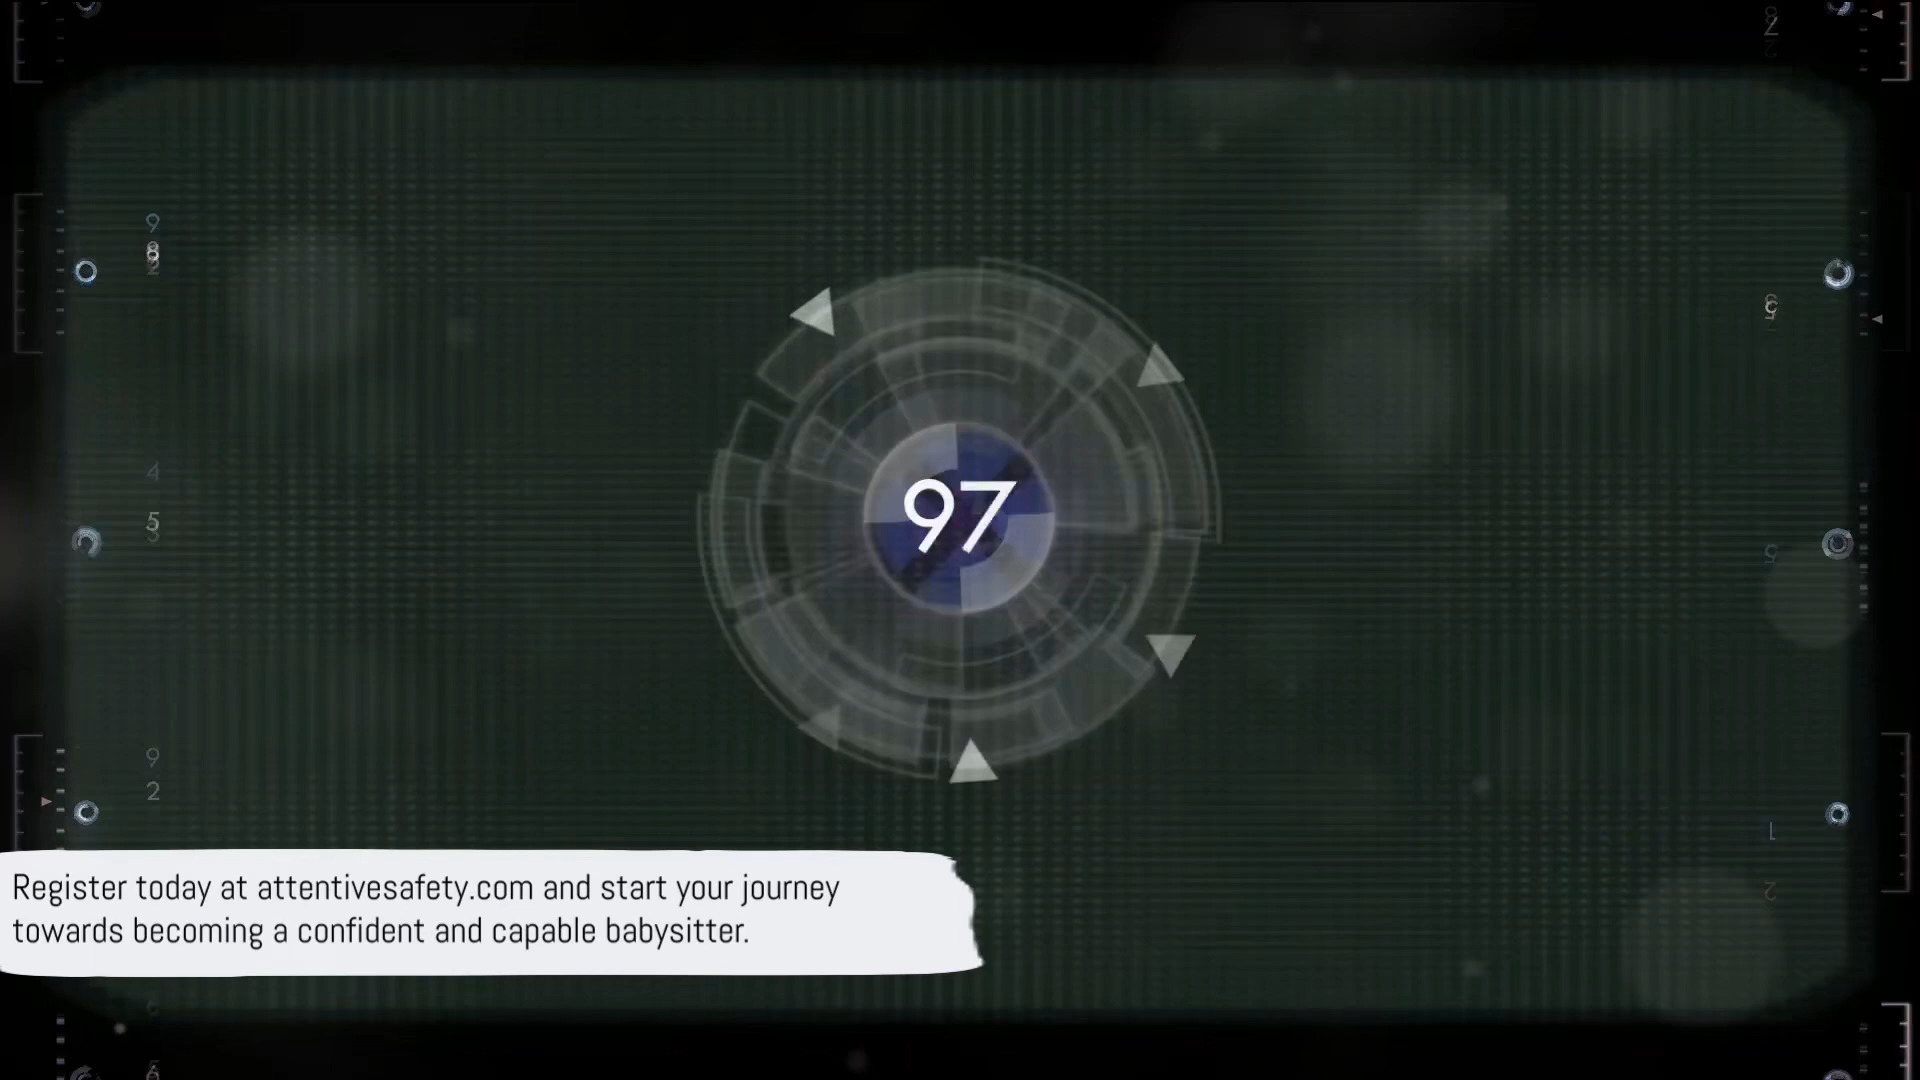 97
Register today at attentivesafety.com and start your journey
towards becoming a confident and capable babysitter.